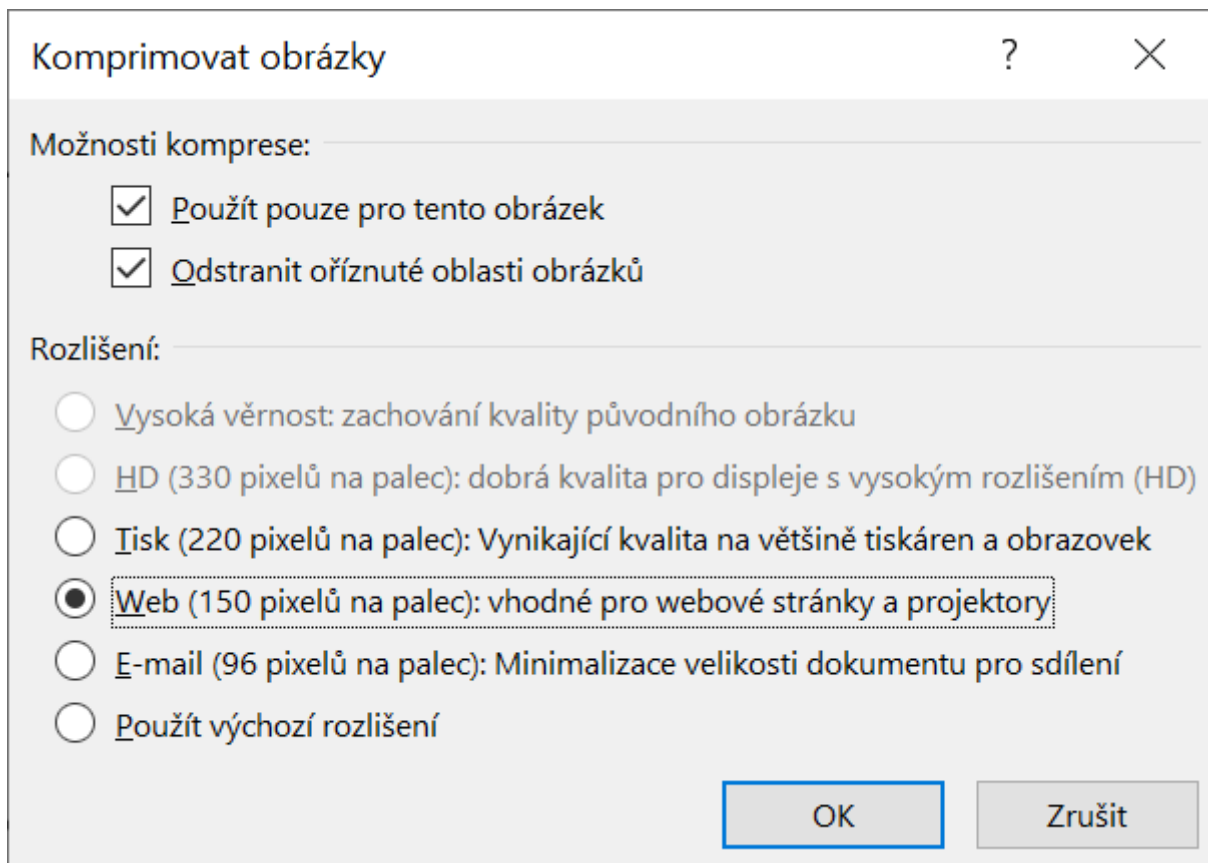 Komprimovat obrázky
?
Možnosti komprese:
Použít pouze pro tento obrázek
Odstranit oříznuté oblasti obrázků
Rozlišení:
Vysoká věrnost: zachování kvality původního obrázku
HD (330 pixelů na palec): dobrá kvalita pro displeje s vysokým rozlišením (HD)
Tisk (220 pixelů na palec): Vynikající kvalita na většině tiskáren a obrazovek
Web (150 pixelů na palec): vhodné pro webové stránky a projektory
E-mail (96 pixelů na palec): Minimalizace velikosti dokumentu pro sdílení
Použít výchozí rozlišení
OK
Zrušit